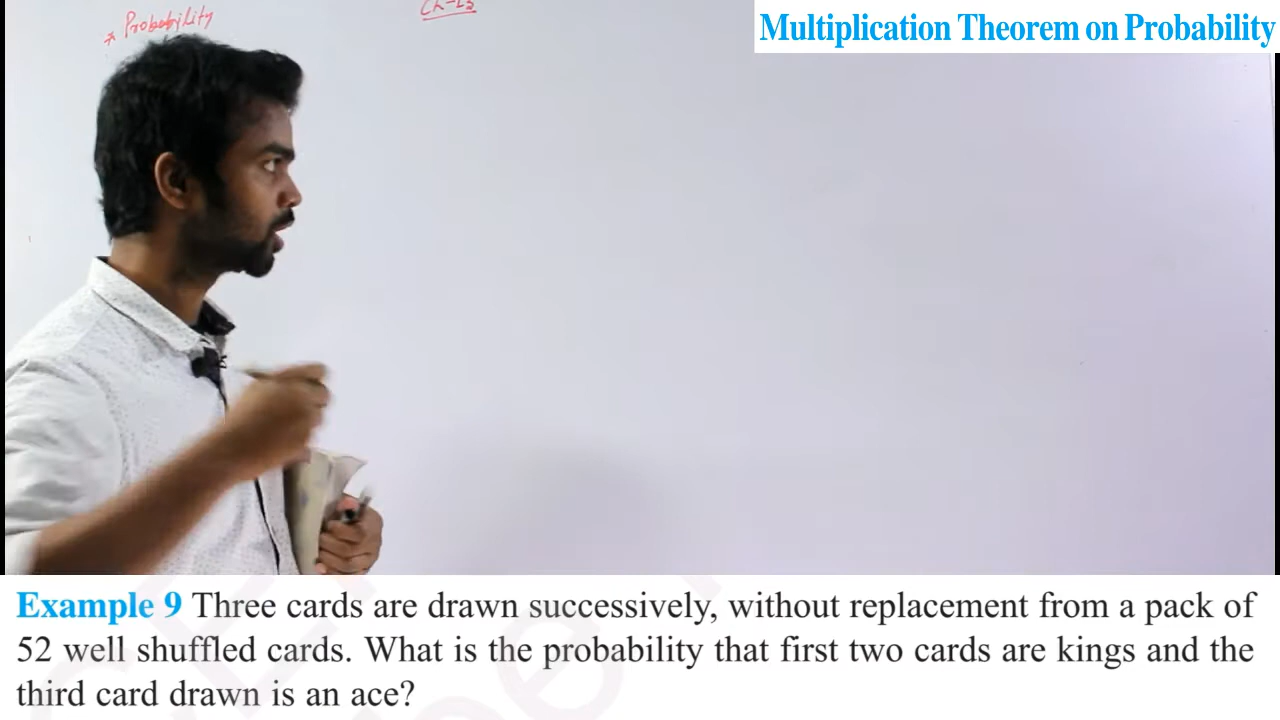 * Probability
Multiplication Theorem on Probability
Example 9 Three cards are drawn successively, without replacement from a pack of
52 well shuffled cards. What is the probability that first two cards are kings and the
third card drawn is an ace?